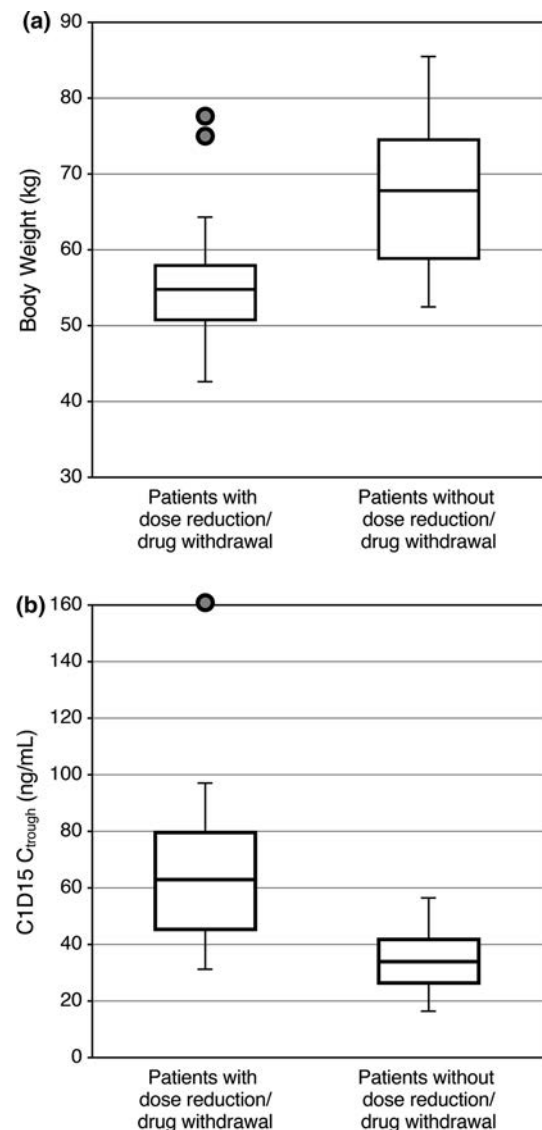 (a)
90
80
70
60
50
40
30
Body Weight (kg)
Patients with
dose reduction/
drug withdrawal
Patients without
dose reduction/
drug withdrawal
(b)
160
140
120
100
80
60
40
20
0
C1D15 Ctrough (ng/mL)
Patients with
dose reduction/
drug withdrawal
Patients without
dose reduction/
drug withdrawal